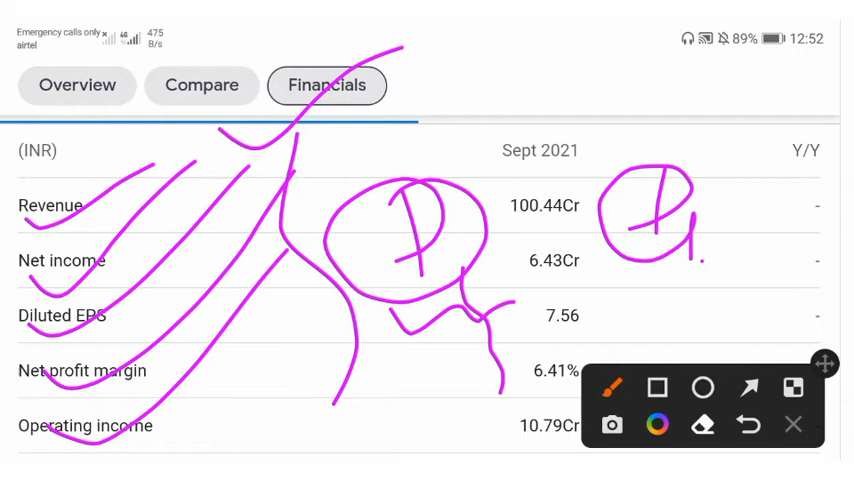 Emergency calls only 4G 475
airtel B/s 89% 12:52
Overview Compare Financials
(INR) Sept 2021 Y/Y
Revenue 100.44Cr -
Net income 6.43Cr -
Diluted EPS 7.56 -
Net profit margin 6.41%
Operating income 10.79Cr